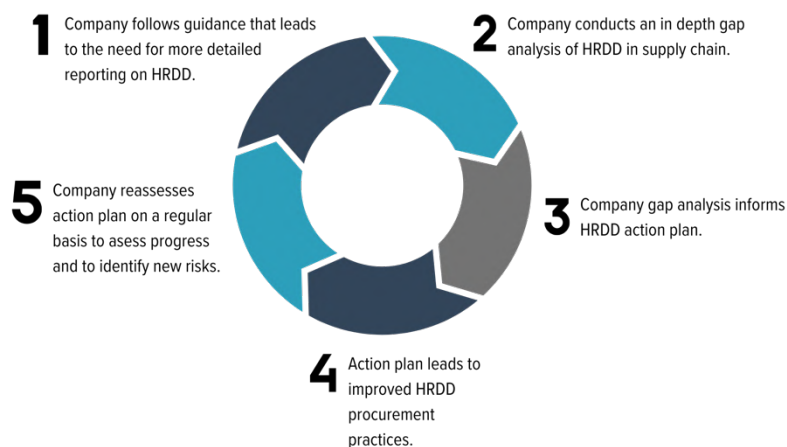 1
Company follows guidance that leads
to the need for more detailed
reporting on HRDD.
2
Company conducts an in depth gap
analysis of HRDD in supply chain.
3
Company gap analysis informs
HRDD action plan.
4
Action plan leads to
improved HRDD
procurement
practices.
5
Company reassesses
action plan on a regular
basis to asess progress
and to identify new risks.